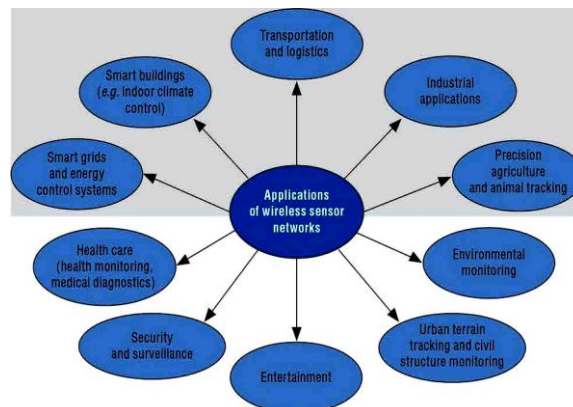 Transportation
and logistics
Smart buildings
(e.g. Indoor climate
control)
Industrial
applications
Smart grids
and energy
control systems
Precision
agriculture
and animal tracking
Applications
of wireless sensor
networks
Health care
(health monitoring,
medical diagnostics)
Environmental
monitoring
Security
and surveillance
Urban terrain
tracking and civil
structure monitoring
Entertainment